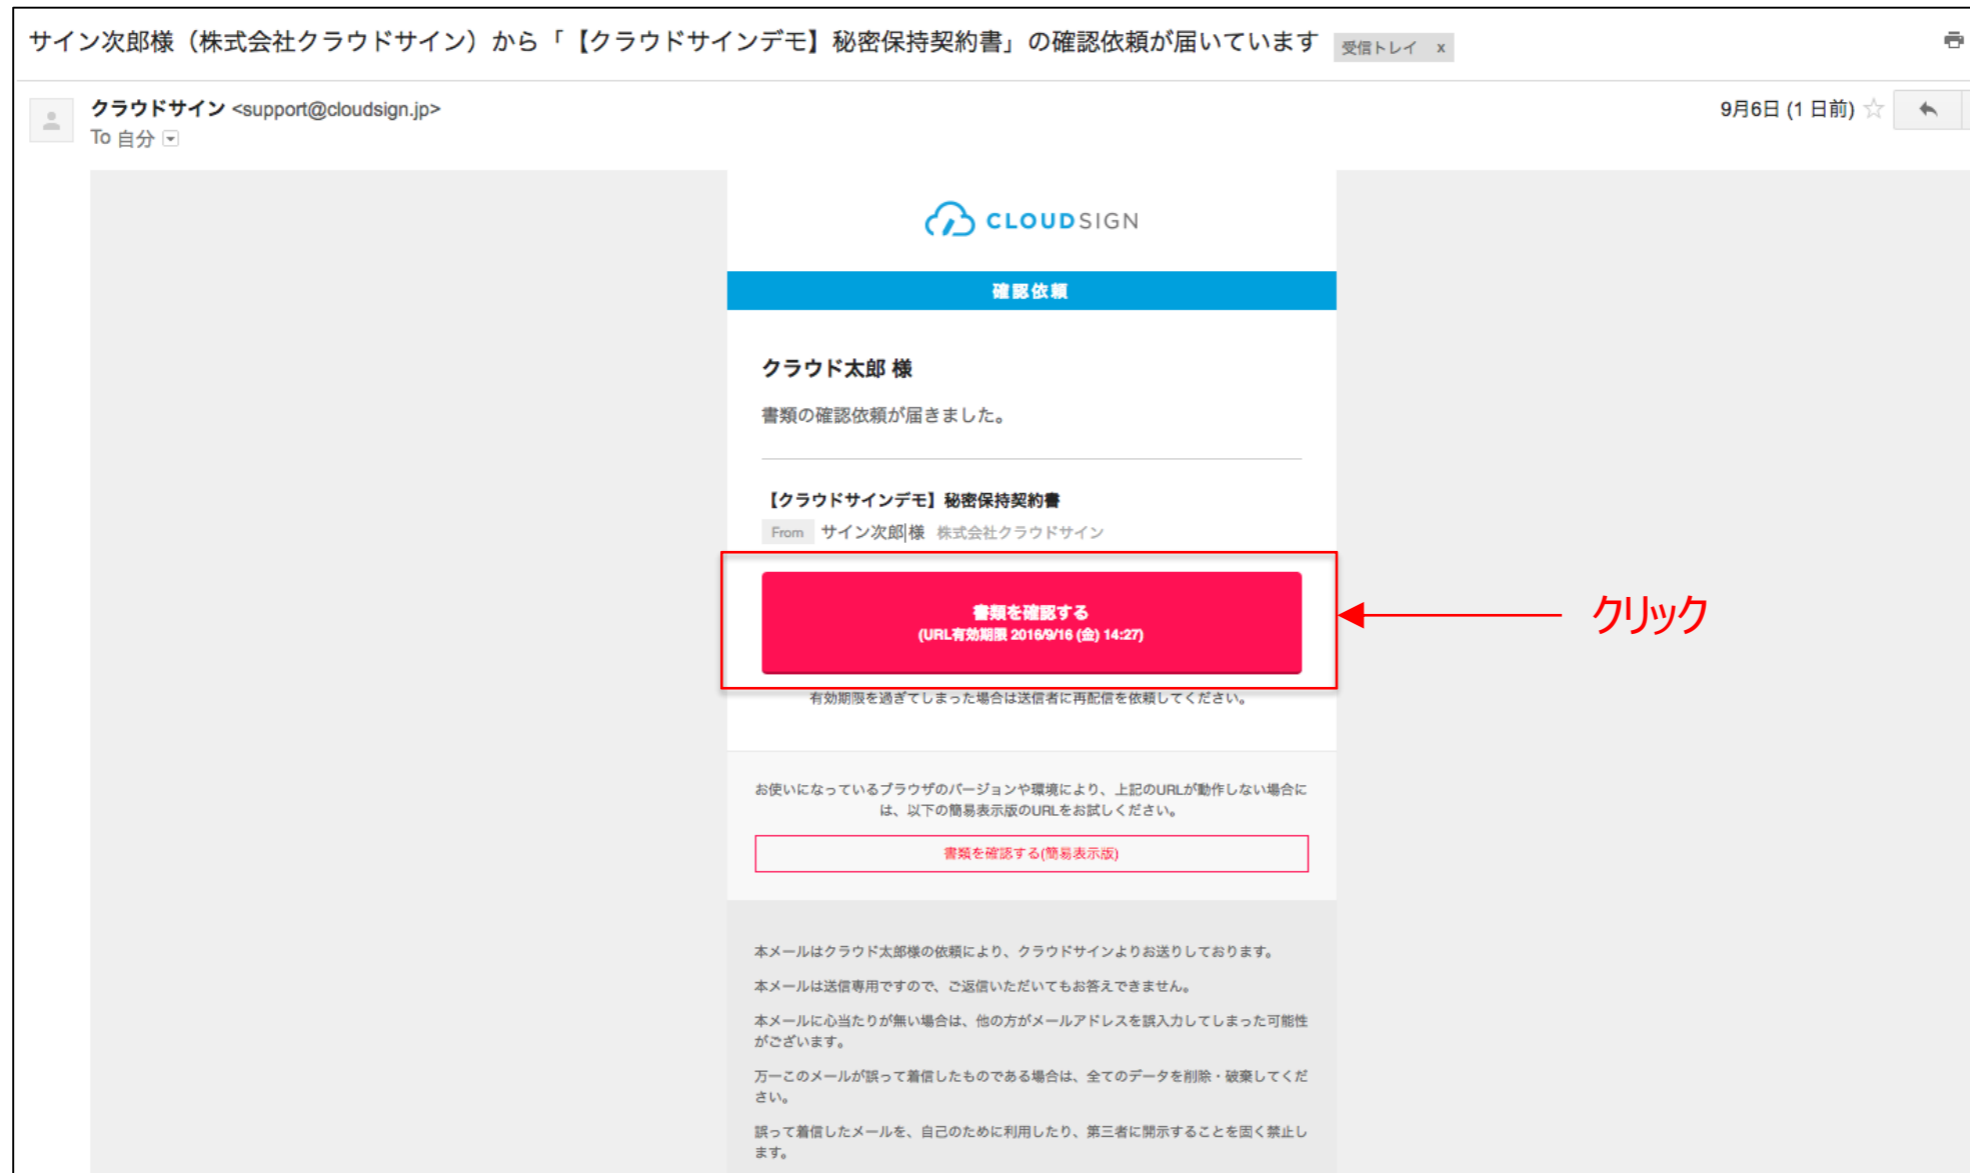 サイン次郎様（株式会社クラウドサイン）から「【クラウドサインデモ】秘密保持契約書」の確認依頼が届いています 受信トレイ x
クラウドサイン <support@cloudsign.jp>
9月6日 (1 日前)
To 自分
CLOUDSIGN
確認依頼
クラウド太郎 様
書類の確認依頼が届きました。
【クラウドサインデモ】秘密保持契約書
From サイン次郎様 株式会社クラウドサイン
書類を確認する
(URL有効期限 2016/9/16 (金) 14:27)
クリック
有効期限を過ぎてしまった場合は送信者に再配信を依頼してください。
お使いになっているブラウザのバージョンや環境により、上記のURLが動作しない場合に
は、以下の簡易表示版のURLをお試しください。
書類を確認する(簡易表示版)
本メールはクラウド太郎様の依頼により、クラウドサインよりお送りしております。
本メールは送信専用ですので、ご返信いただいてもお答えできません。
本メールに心当たりが無い場合は、他の方がメールアドレスを誤入力してしまった可能性
がございます。
万一このメールが誤って着信したものである場合は、全てのデータを削除・破棄してくだ
さい。
誤って着信したメールを、自己のために利用したり、第三者に開示することを固く禁止し
ます。